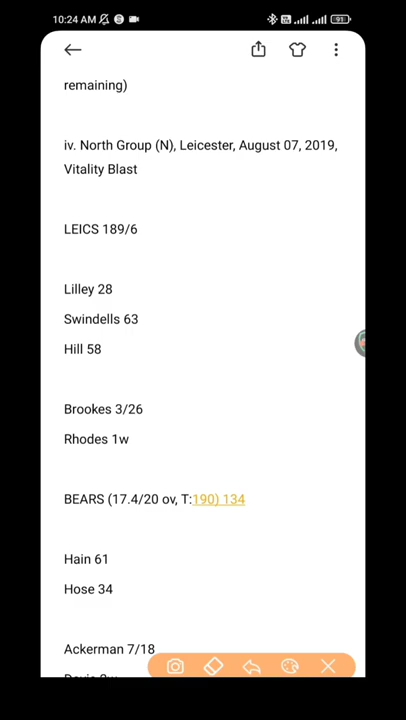 10:24 AM
91
remaining)
iv. North Group (N), Leicester, August 07, 2019,
Vitality Blast
LEICS 189/6
Lilley 28
Swindells 63
Hill 58
Brookes 3/26
Rhodes 1w
BEARS (17.4/20 ov, T:190) 134
Hain 61
Hose 34
Ackerman 7/18